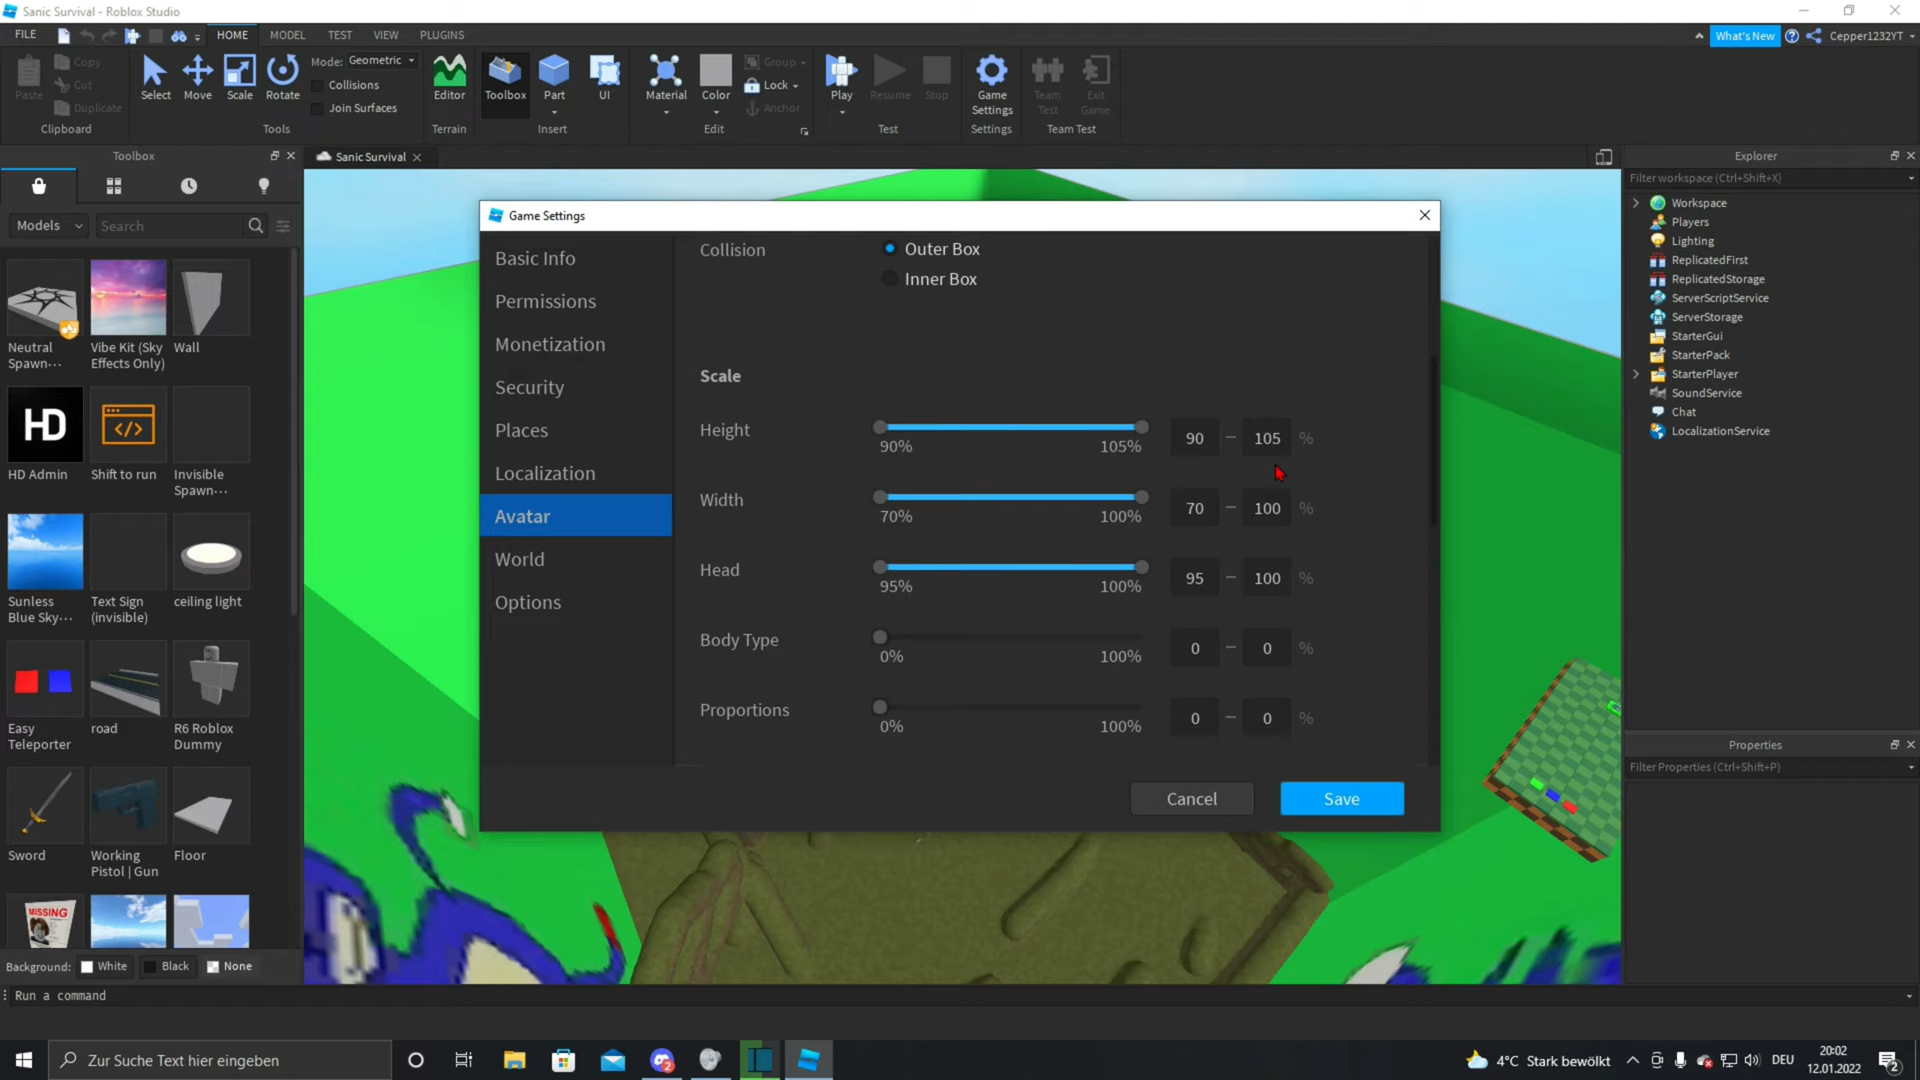 Sanic Survival - Roblox Studio
FILE HOME MODEL TEST VIEW PLUGINS What's New Cepper1232YT
Paste Copy Cut Duplicate Clipboard
Select Move Scale Rotate Mode: Geometric Collisions Join Surfaces Tools
Editor Terrain
Toolbox Part UI Insert
Material Color Group Lock Anchor Edit
Play Resume Stop Test
Game Settings Settings
Team Test Exit Game Team Test
Toolbox
Models Search
Neutral Spawn...
Vibe Kit (Sky Effects Only)
Wall
HD
HD Admin
Shift to run
Invisible Spawn...
Sunless Blue Sky...
Text Sign (invisible)
ceiling light
Easy Teleporter
road
R6 Roblox Dummy
Sword
Working Pistol | Gun
Floor
MISSING
Background: White Black None
Run a command
Sanic Survival
Game Settings
Basic Info
Permissions
Monetization
Security
Places
Localization
Avatar
World
Options
Collision Outer Box
Inner Box
Scale
Height 90% 105% 90 – 105 %
Width 70% 100% 70 – 100 %
Head 95% 100% 95 – 100 %
Body Type 0% 100% 0 – 0 %
Proportions 0% 100% 0 – 0 %
Cancel Save
Explorer
Filter workspace (Ctrl+Shift+X)
Workspace
Players
Lighting
ReplicatedFirst
ReplicatedStorage
ServerScriptService
ServerStorage
StarterGui
StarterPack
StarterPlayer
SoundService
Chat
LocalizationService
Properties
Filter Properties (Ctrl+Shift+P)
Zur Suche Text hier eingeben
2
4°C Stark bewölkt DEU 20:02
12.01.2022
2